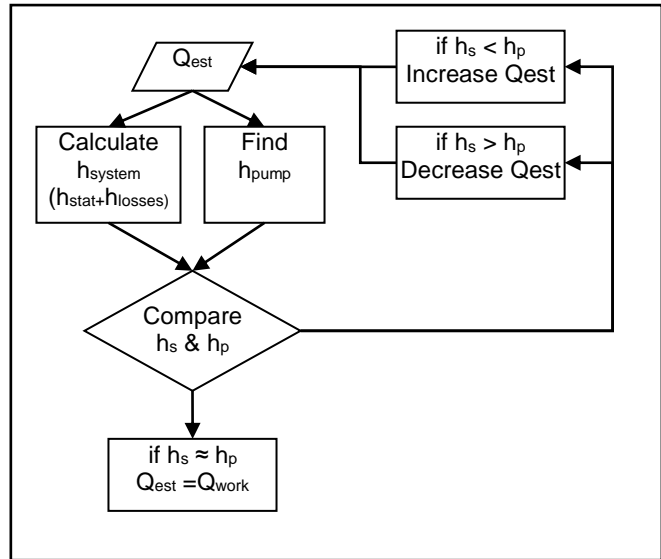 Qest
if hs < hp
Increase Qest
if hs > hp
Decrease Qest
Calculate
hsystem
(hstat+hlosses)
Find
hpump
Compare
hs & hp
if hs ≈ hp
Qest =Qwork